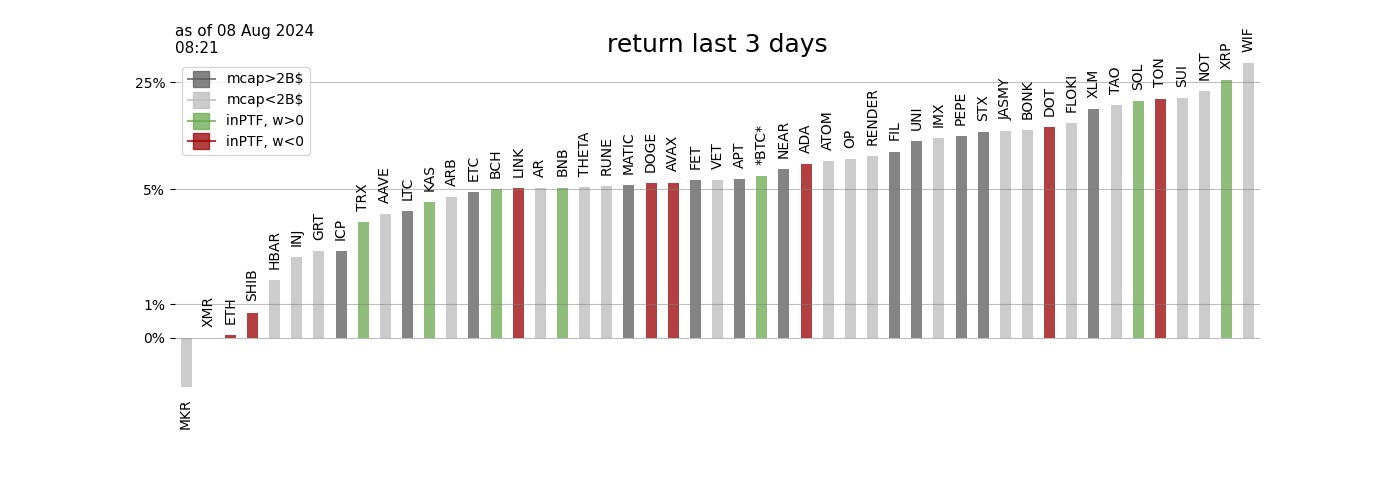 as of 08 Aug 2024
08:21
return last 3 days
mcap>2B$
mcap<2B$
inPTF, w>0
inPTF, w<0
25%
5%
1%
0%
MKR
XMR
ETH
SHIB
HBAR
INJ
GRT
ICP
TRX
AAVE
LTC
KAS
ARB
ETC
BCH
LINK
AR
BNB
THETA
RUNE
MATIC
DOGE
AVAX
FET
VET
APT
*BTC*
NEAR
ADA
ATOM
OP
RENDER
FIL
UNI
IMX
PEPE
STX
JASMY
BONK
DOT
FLOKI
XLM
TAO
SOL
TON
SUI
NOT
XRP
WIF